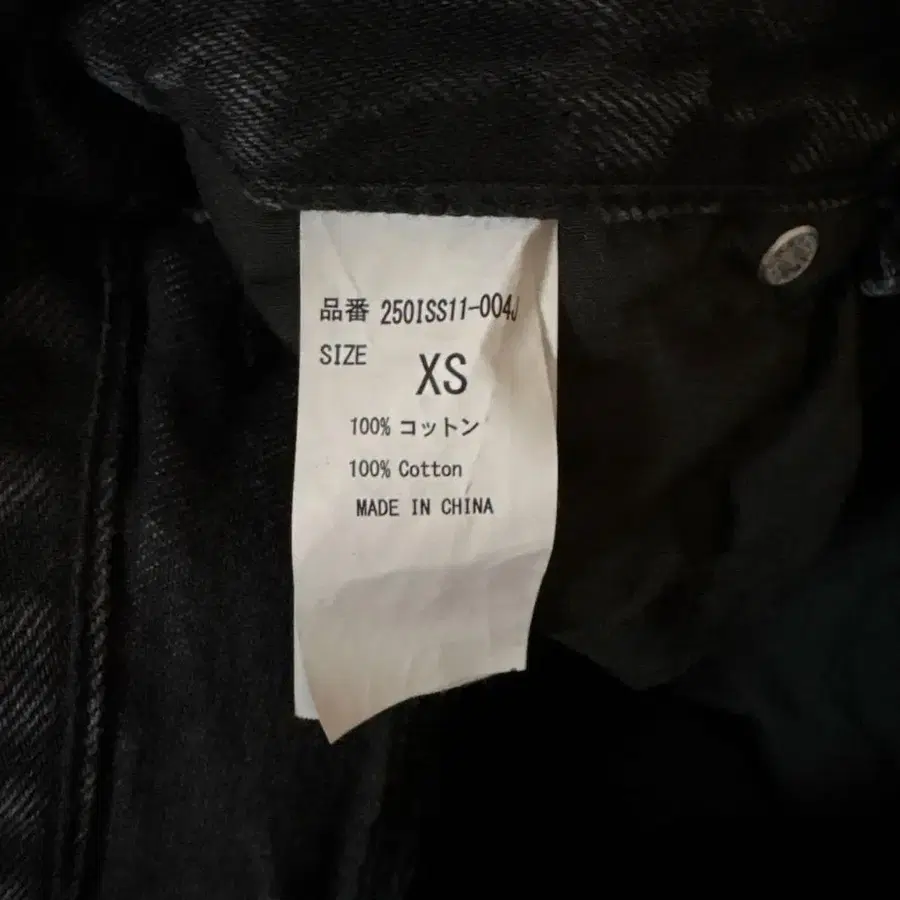 品番 250ISS11-004J
SIZE
XS
100% コットン
100% Cotton
MADE IN CHINA